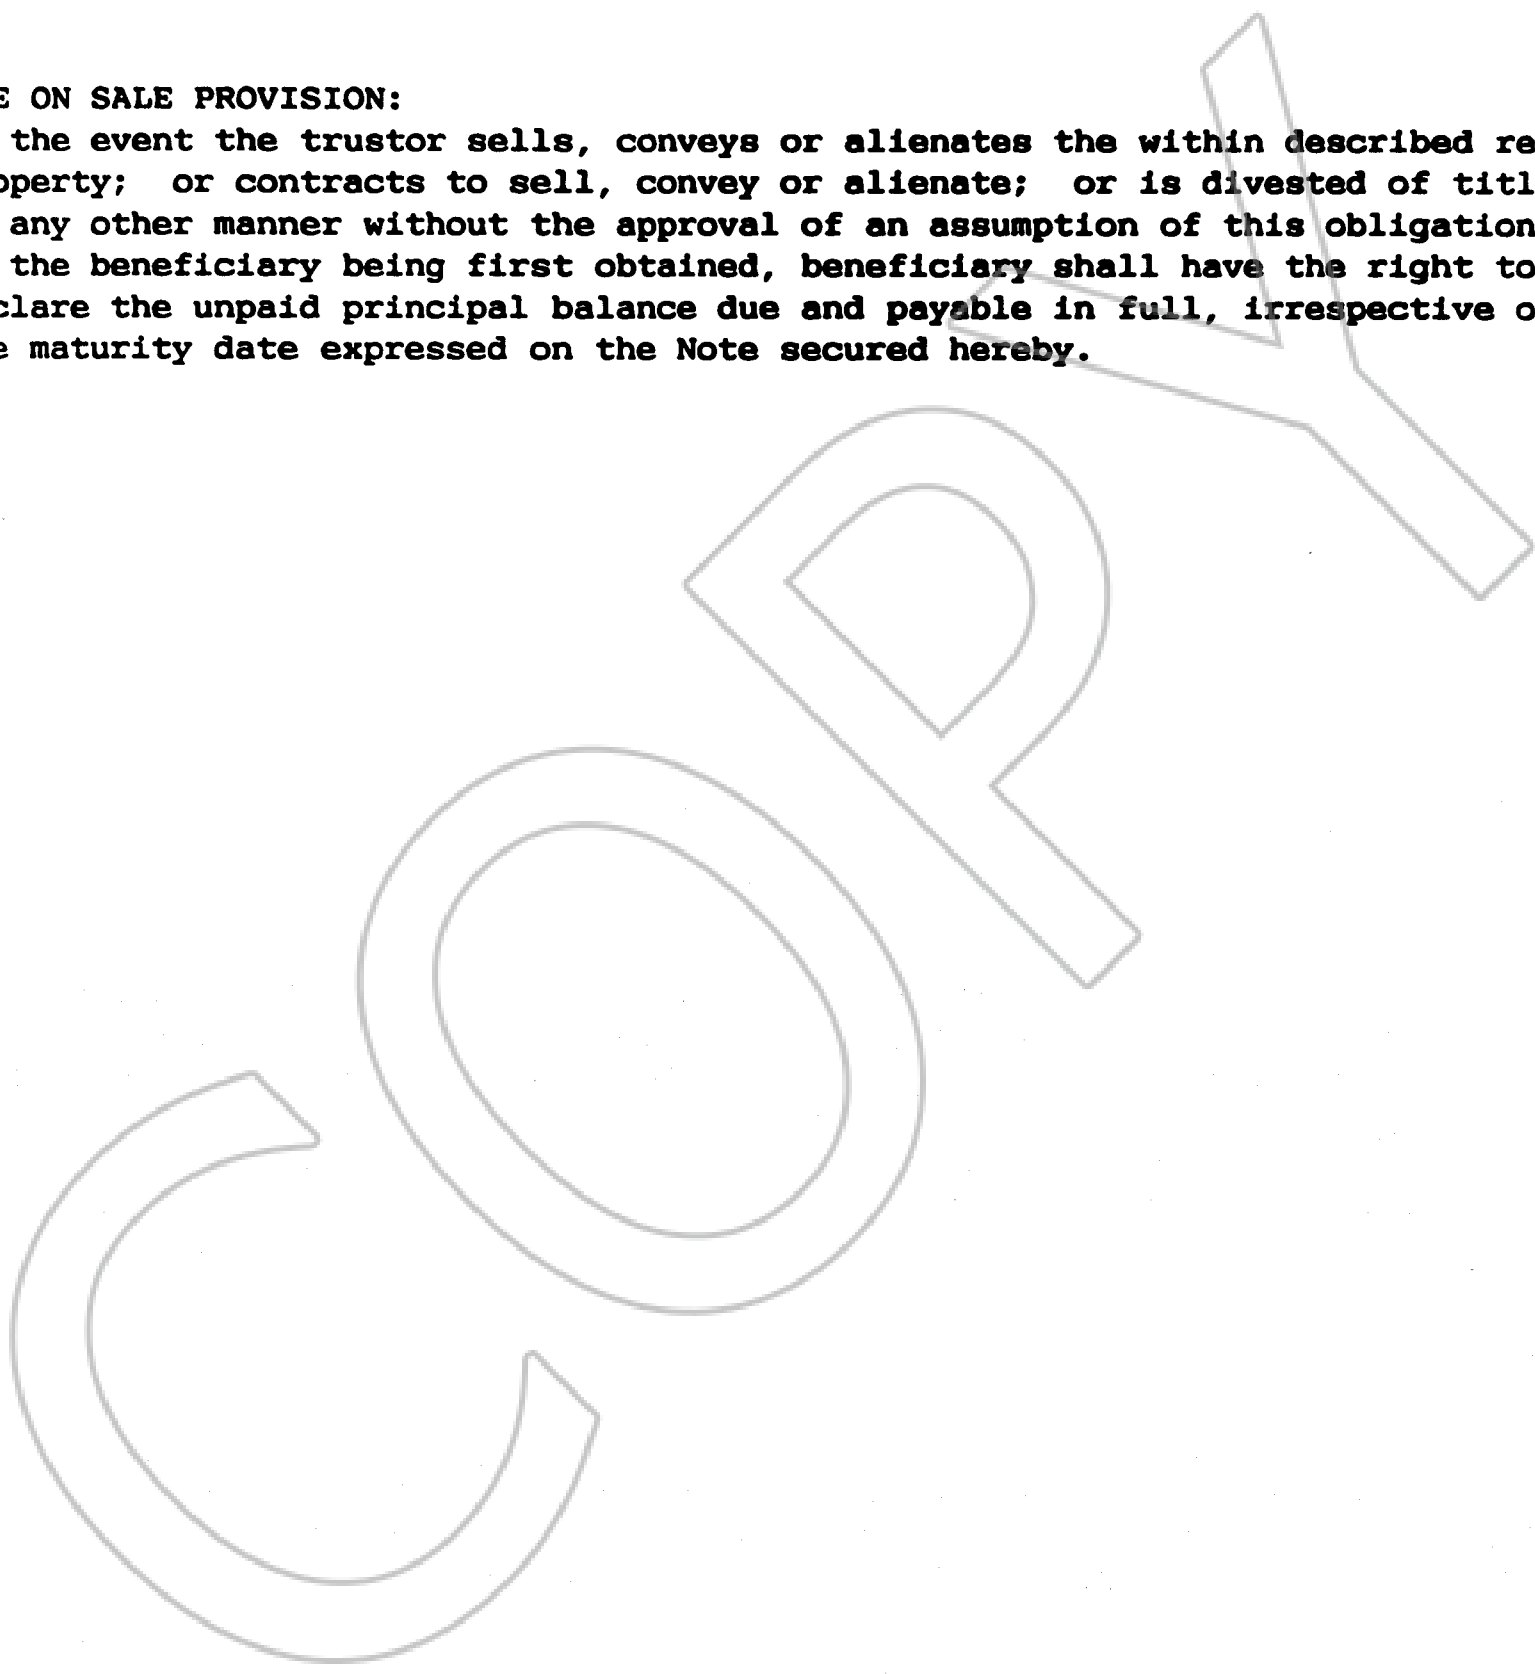 E ON SALE PROVISION:
the event the trustor sells, conveys or alienates the within described re
operty; or contracts to sell, convey or alienate; or is divested of titl
any other manner without the approval of an assumption of this obligation
the beneficiary being first obtained, beneficiary shall have the right to
clare the unpaid principal balance due and payable in full, irrespective o
e maturity date expressed on the Note secured hereby.
COPY